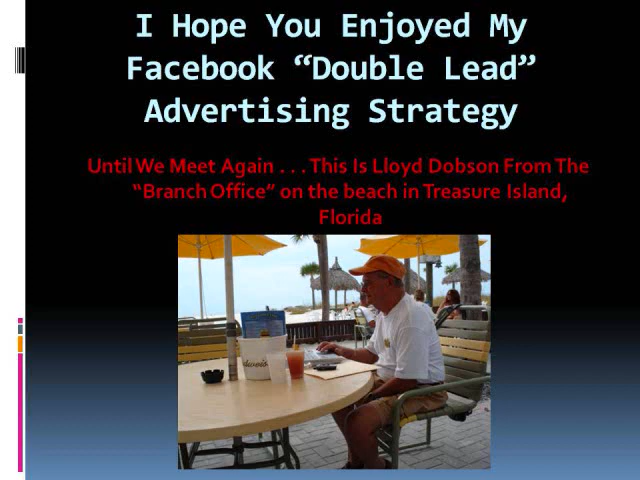 I Hope You Enjoyed My
Facebook “Double Lead”
Advertising Strategy
Until We Meet Again . . . This Is Lloyd Dobson From The
“Branch Office” on the beach in Treasure Island,
Florida